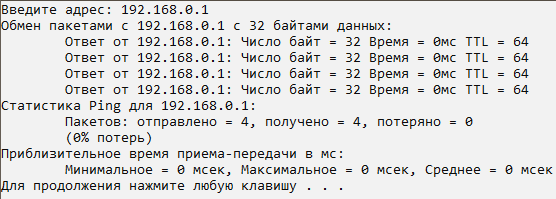 Введите адрес: 192.168.0.1
Обмен пакетами с 192.168.0.1 с 32 байтами данных:
Ответ от 192.168.0.1: Число байт = 32 Время = 0мс TTL = 64
Ответ от 192.168.0.1: Число байт = 32 Время = 0мс TTL = 64
Ответ от 192.168.0.1: Число байт = 32 Время = 0мс TTL = 64
Ответ от 192.168.0.1: Число байт = 32 Время = 0мс TTL = 64
Статистика Ping для 192.168.0.1:
Пакетов: отправлено = 4, получено = 4, потеряно = 0
(0% потерь)
Приблизительное время приема-передачи в мс:
Минимальное = 0 мсек, Максимальное = 0 мсек, Среднее = 0 мсек
Для продолжения нажмите любую клавишу . . .